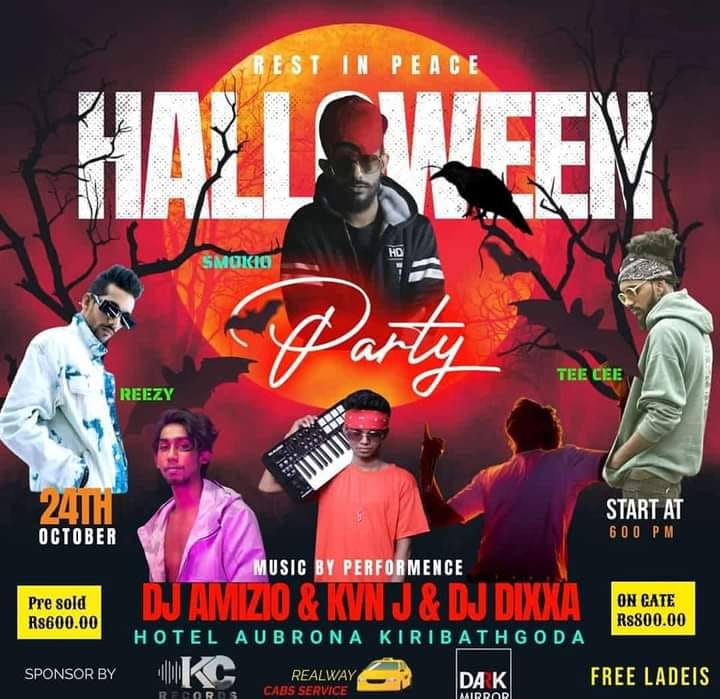 REST IN PEACE
HALLOWEEN
Party
SMOKIO
REEZY
TEE CEE
HD
24TH
OCTOBER
START AT
600 PM
MUSIC BY PERFORMENCE
DJ AMIZIO & KVN J & DJ DIXXA
HOTEL AUBRONA KIRIBATHGODA
Pre sold
Rs600.00
ON GATE
Rs800.00
SPONSOR BY
KC
RECORDS
REALWAY
CABS SERVICE
DARK
MIRROR
FREE LADEIS